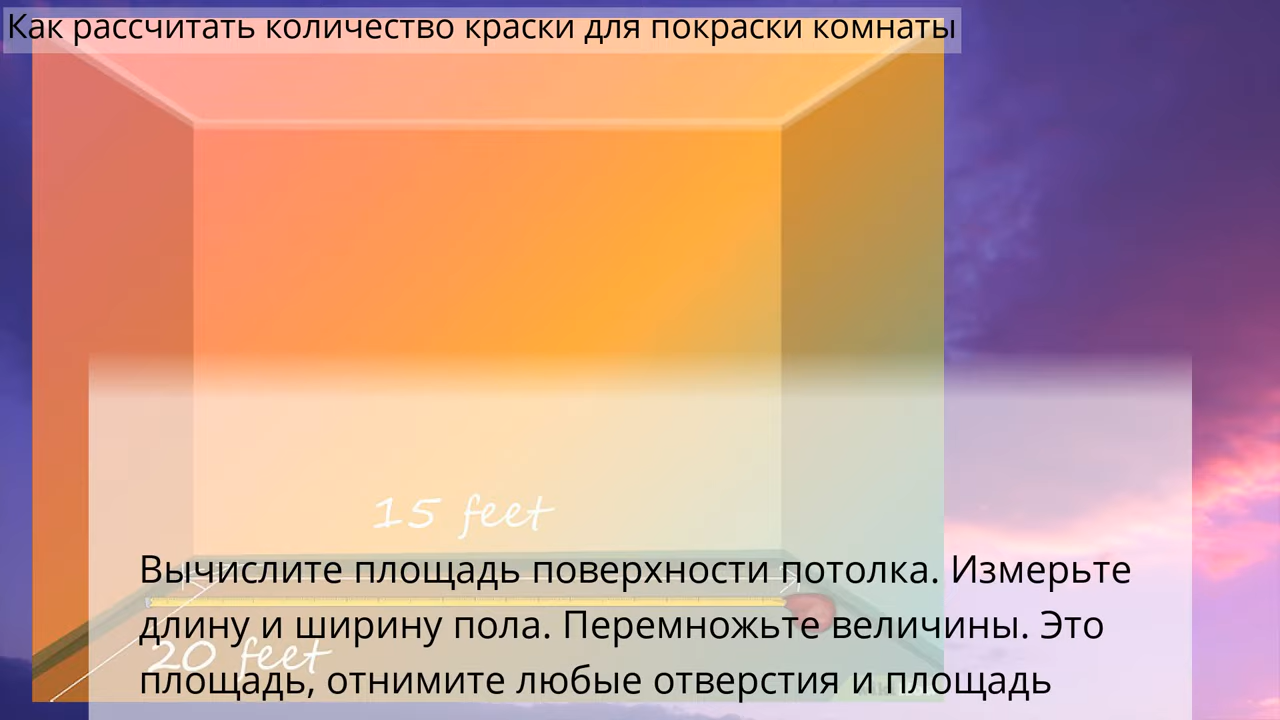 Как рассчитать количество краски для покраски комнаты
15 feet
Вычислите площадь поверхности потолка. Измерьте
длину и ширину пола. Перемножьте величины. Это
20 feet
площадь, отнимите любые отверстия и площадь